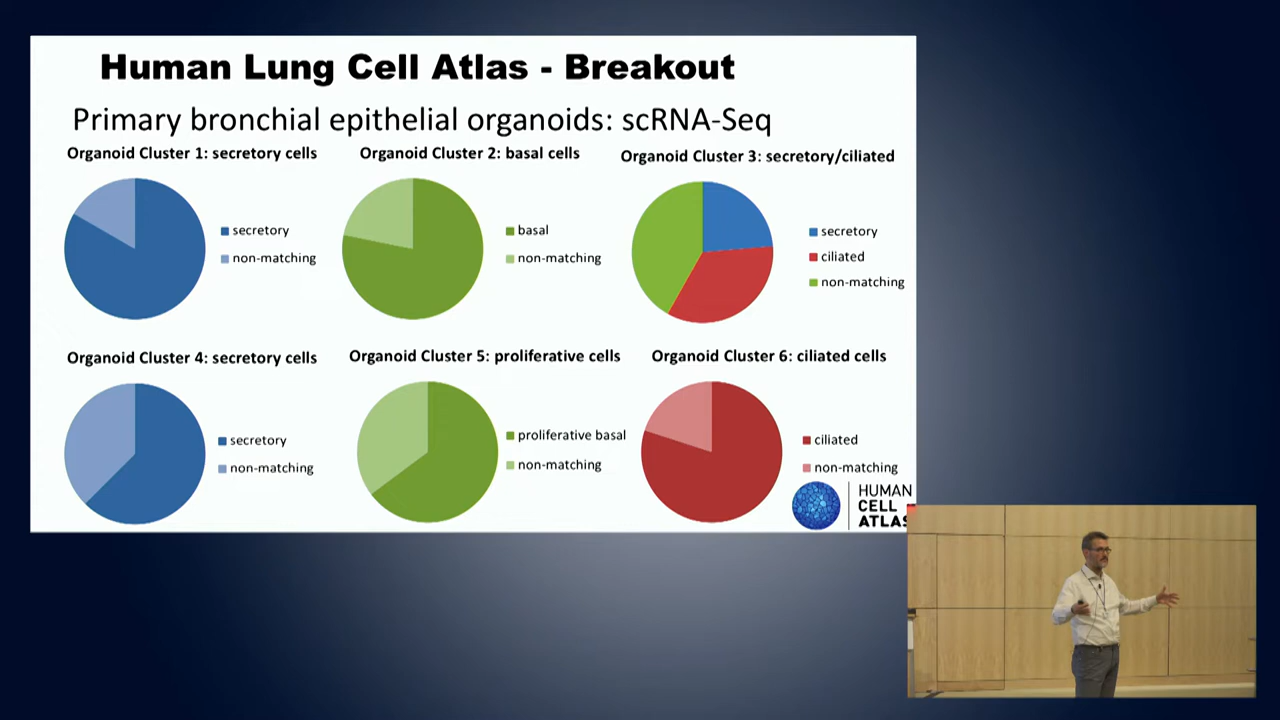 Human Lung Cell Atlas - Breakout
Primary bronchial epithelial organoids: scRNA-Seq
Organoid Cluster 1: secretory cells
secretory
non-matching
Organoid Cluster 2: basal cells
basal
non-matching
Organoid Cluster 3: secretory/ciliated
secretory
ciliated
non-matching
Organoid Cluster 4: secretory cells
secretory
non-matching
Organoid Cluster 5: proliferative cells
proliferative basal
non-matching
Organoid Cluster 6: ciliated cells
ciliated
non-matching
HUMAN
CELL
ATLAS